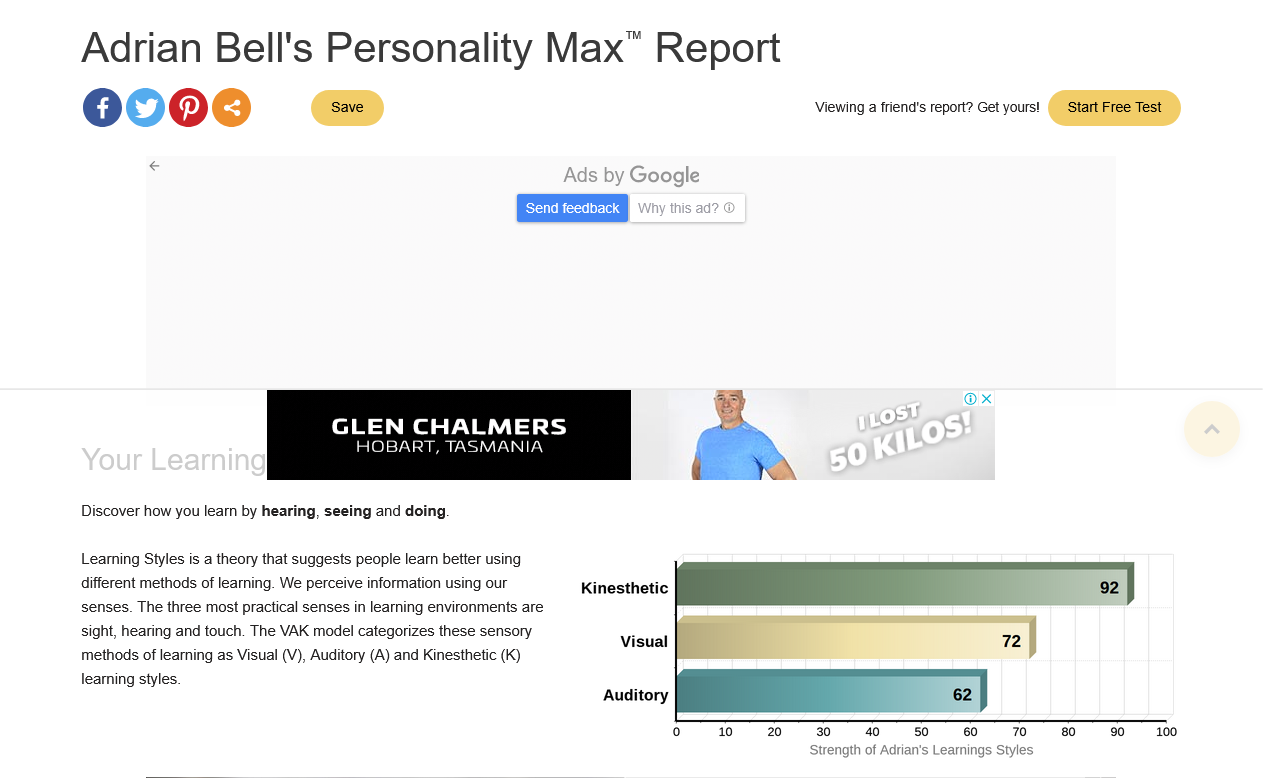 Adrian Bell's Personality Max™ Report
Save
Viewing a friend's report? Get yours!
Start Free Test
Ads by Google
Send feedback
Why this ad?
GLEN CHALMERS
HOBART, TASMANIA
I LOST
50 KILOS!
Your Learning
Discover how you learn by hearing, seeing and doing.
Learning Styles is a theory that suggests people learn better using
different methods of learning. We perceive information using our
senses. The three most practical senses in learning environments are
sight, hearing and touch. The VAK model categorizes these sensory
methods of learning as Visual (V), Auditory (A) and Kinesthetic (K)
learning styles.
Kinesthetic 92
Visual 72
Auditory 62
0 10 20 30 40 50 60 70 80 90 100
Strength of Adrian's Learnings Styles